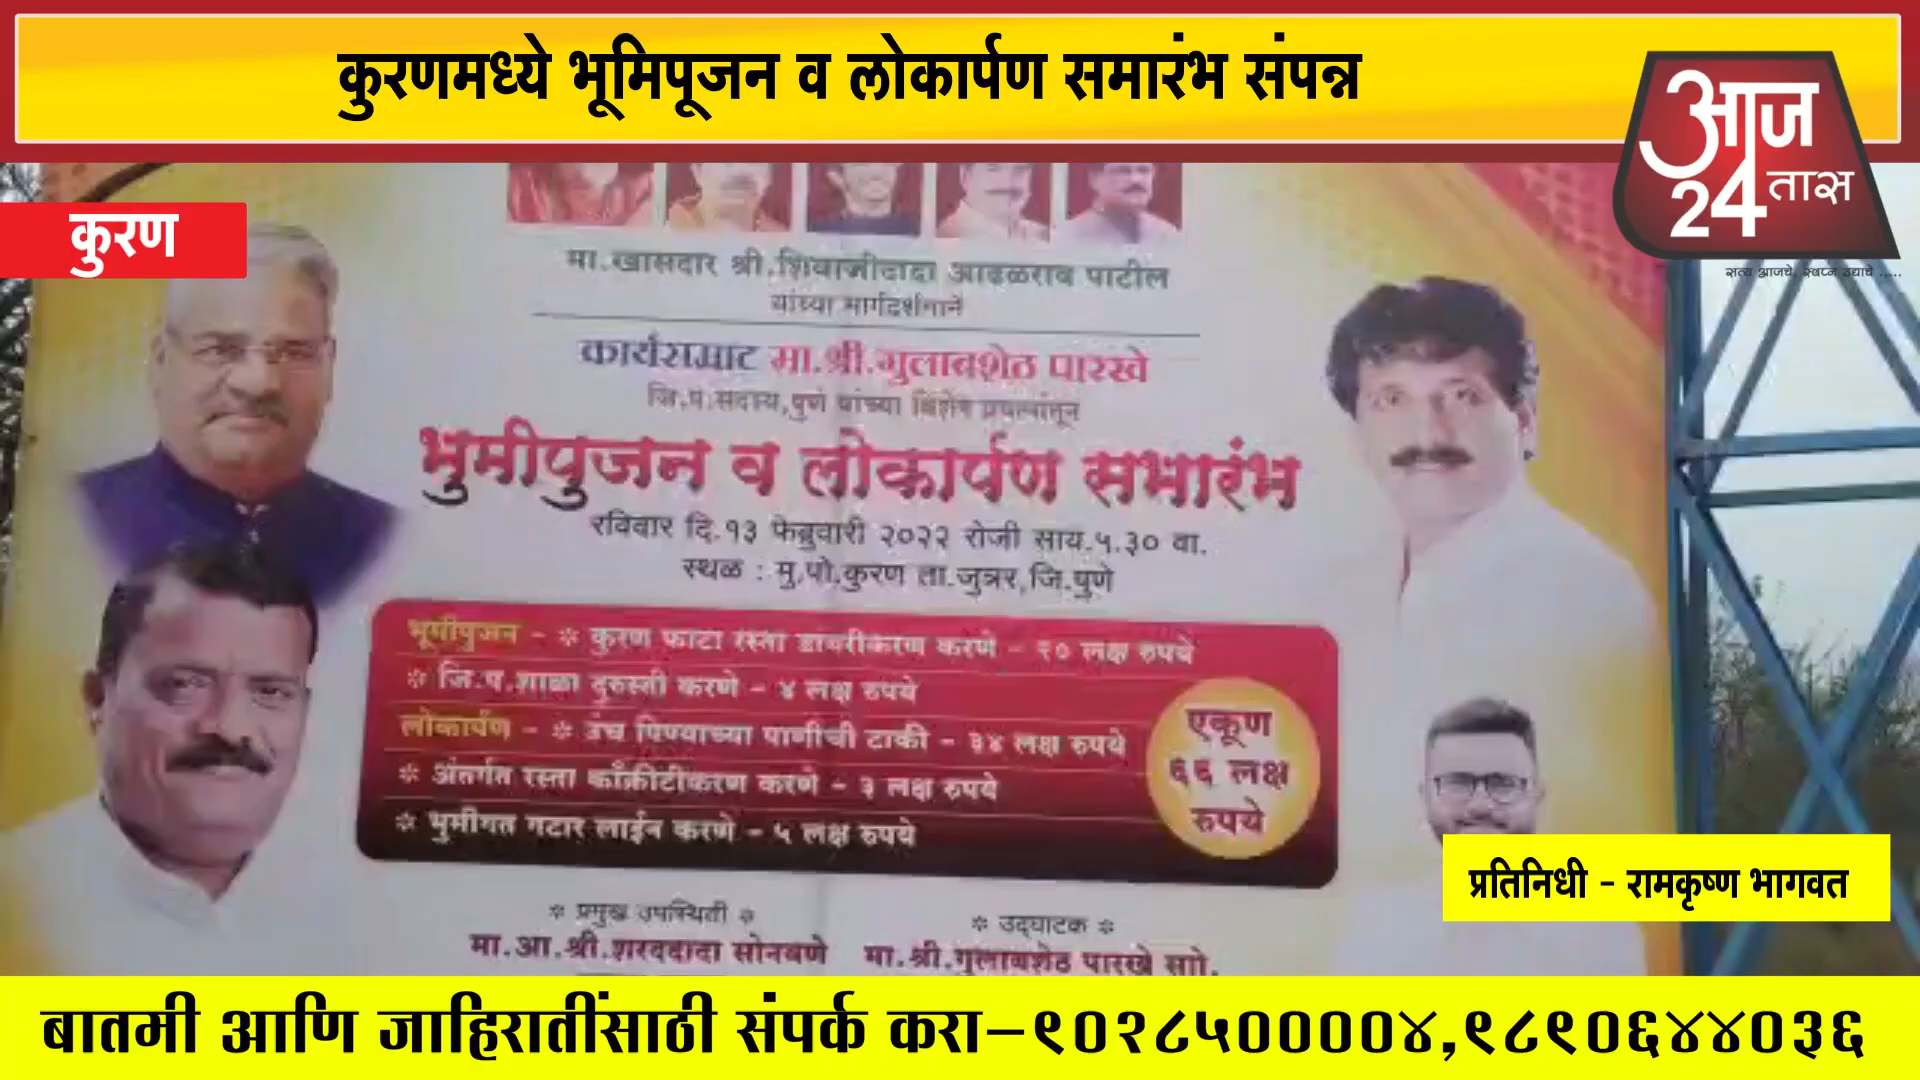 कुरणमध्ये भूमिपूजन व लोकार्पण समारंभ संपन्न
आज
24 तास
सत्य आजचे, स्वप्न उद्याचे .....
कुरण
मा.खासदार श्री.शिवाजीदादा आढळराव पाटील
यांच्या मार्गदर्शनाने
कार्यसम्राट मा.श्री.गुलाबशेठ पारखे
जि.प.सदस्य,पुणे यांच्या विशेष प्रयत्नांतून
भुमीपुजन व लोकार्पण सभारंभ
रविवार दि.१३ फेब्रुवारी २०२२ रोजी साय.५.३० वा.
स्थळ : मु.पो.कुरण ता.जुन्नर,जि.पुणे
भूमीपुजन - * कुरण फाटा रस्ता डांबरीकरण करणे - २० लक्ष रुपये
* जि.प.शाळा दुरुस्ती करणे - ४ लक्ष रुपये
लोकार्पण - * उंच पिण्याच्या पाणीची टाकी - ३४ लक्ष रुपये
* अंतर्गत रस्ता काँक्रीटीकरण करणे - ३ लक्ष रुपये
* भुमीगत गटार लाईन करणे - ५ लक्ष रुपये
एकूण
६६ लक्ष
रुपये
* प्रमुख उपस्थिती *
मा.आ.श्री.शरददादा सोनवणे
* उद्घाटक *
मा.श्री.गुलाबशेठ पारखे सो.
प्रतिनिधी - रामकृष्ण भागवत
बातमी आणि जाहिरातींसाठी संपर्क करा-९०२८५००००४,९८९०६४४०३६